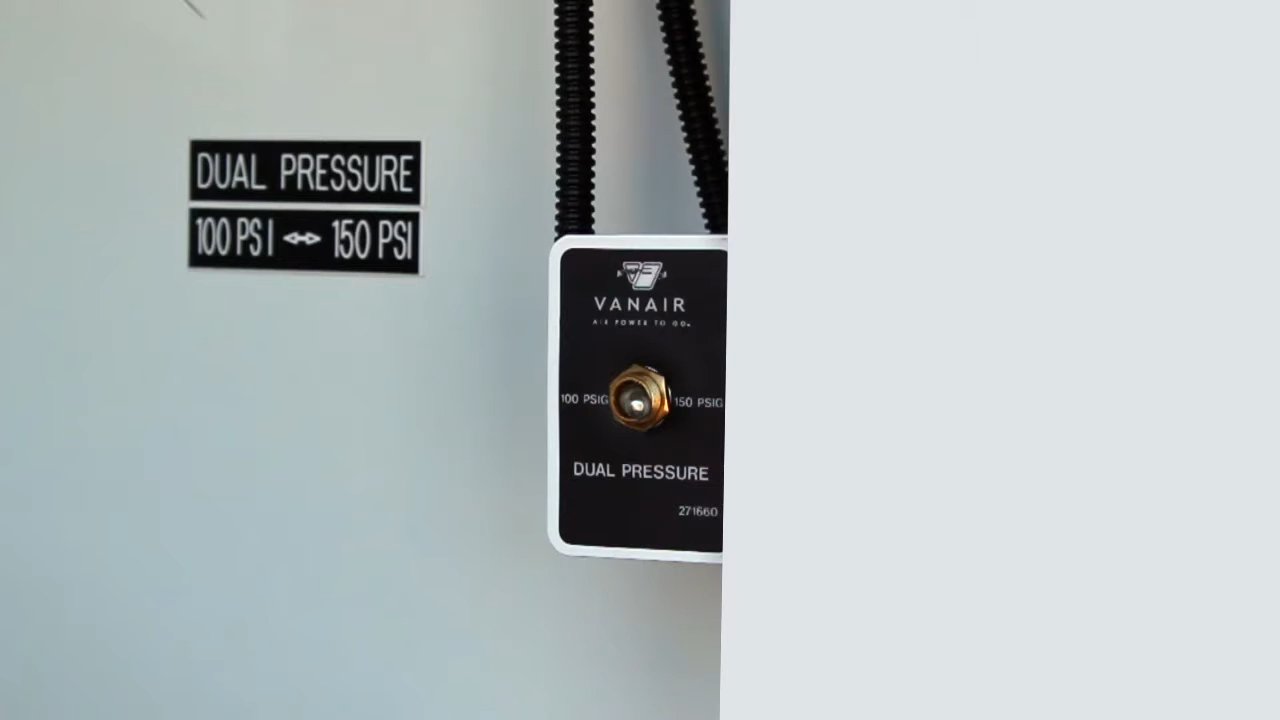 DUAL PRESSURE
100 PSI ⇔ 150 PSI
VANAIR
AIR POWER TO GO.
100 PSIG 150 PSIG
DUAL PRESSURE
271660